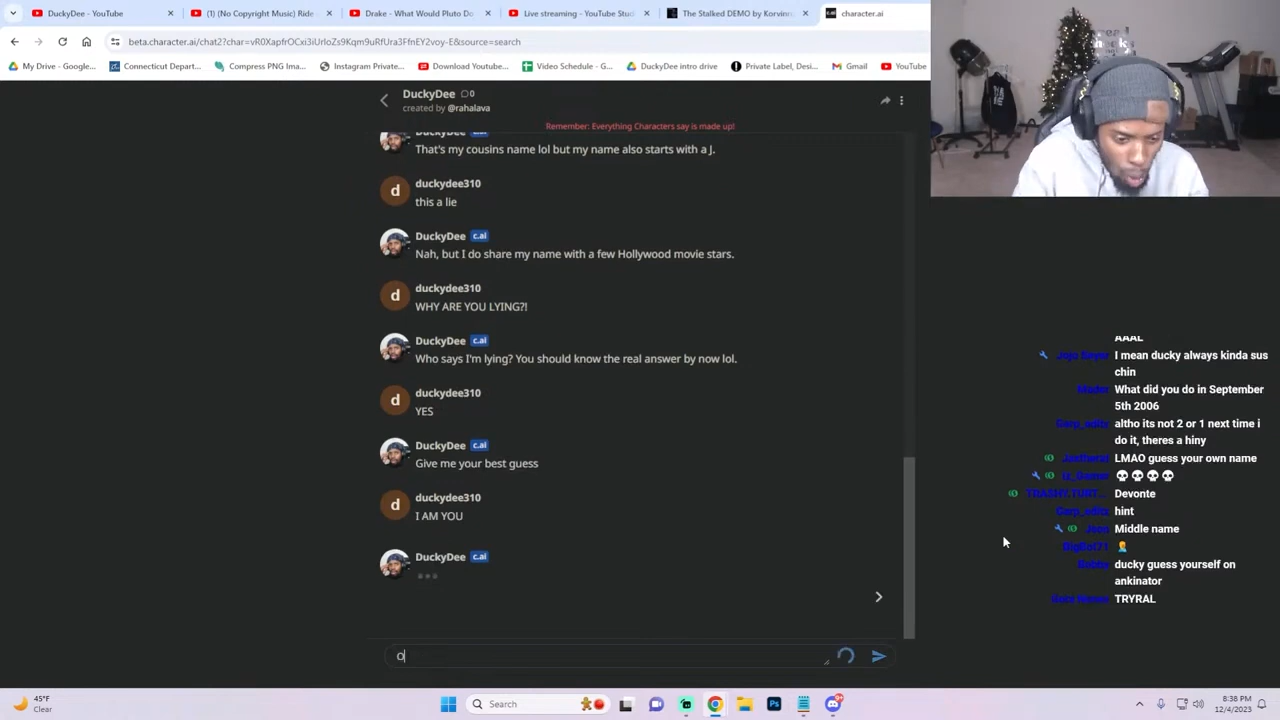 DuckyDee - YouTube
(1) (No Copyright Music) Ride
Drake - What Would Pluto Do
Live streaming - YouTube Stud
The Stalked DEMO by Korvinre
character.ai
beta.character.ai/chat2?char=vR0XapfrOCxi3iUrloZs9Kqm9uRfUra3FfnEY2voy-E&source=search
My Drive - Google...
Connecticut Depart...
Compress PNG Ima...
Instagram Private...
Download Youtube...
Video Schedule - G...
DuckyDee intro drive
Private Label, Desi...
Gmail
YouTube
DuckyDee 0
created by @rahalava
Remember: Everything Characters say is made up!
DuckyDee c.ai
That's my cousins name lol but my name also starts with a J.
d
duckydee310
this a lie
DuckyDee c.ai
Nah, but I do share my name with a few Hollywood movie stars.
d
duckydee310
WHY ARE YOU LYING?!
DuckyDee c.ai
Who says I'm lying? You should know the real answer by now lol.
d
duckydee310
YES
DuckyDee c.ai
Give me your best guess
d
duckydee310
I AM YOU
DuckyDee c.ai
o
AAAL
I mean ducky always kinda sus
chin
What did you do in September
5th 2006
altho its not 2 or 1 next time i
do it, theres a hiny
LMAO guess your own name
Devonte
hint
Middle name
ducky guess yourself on
ankinator
TRYRAL
45°F
Clear
Search
8:38 PM
12/4/2023